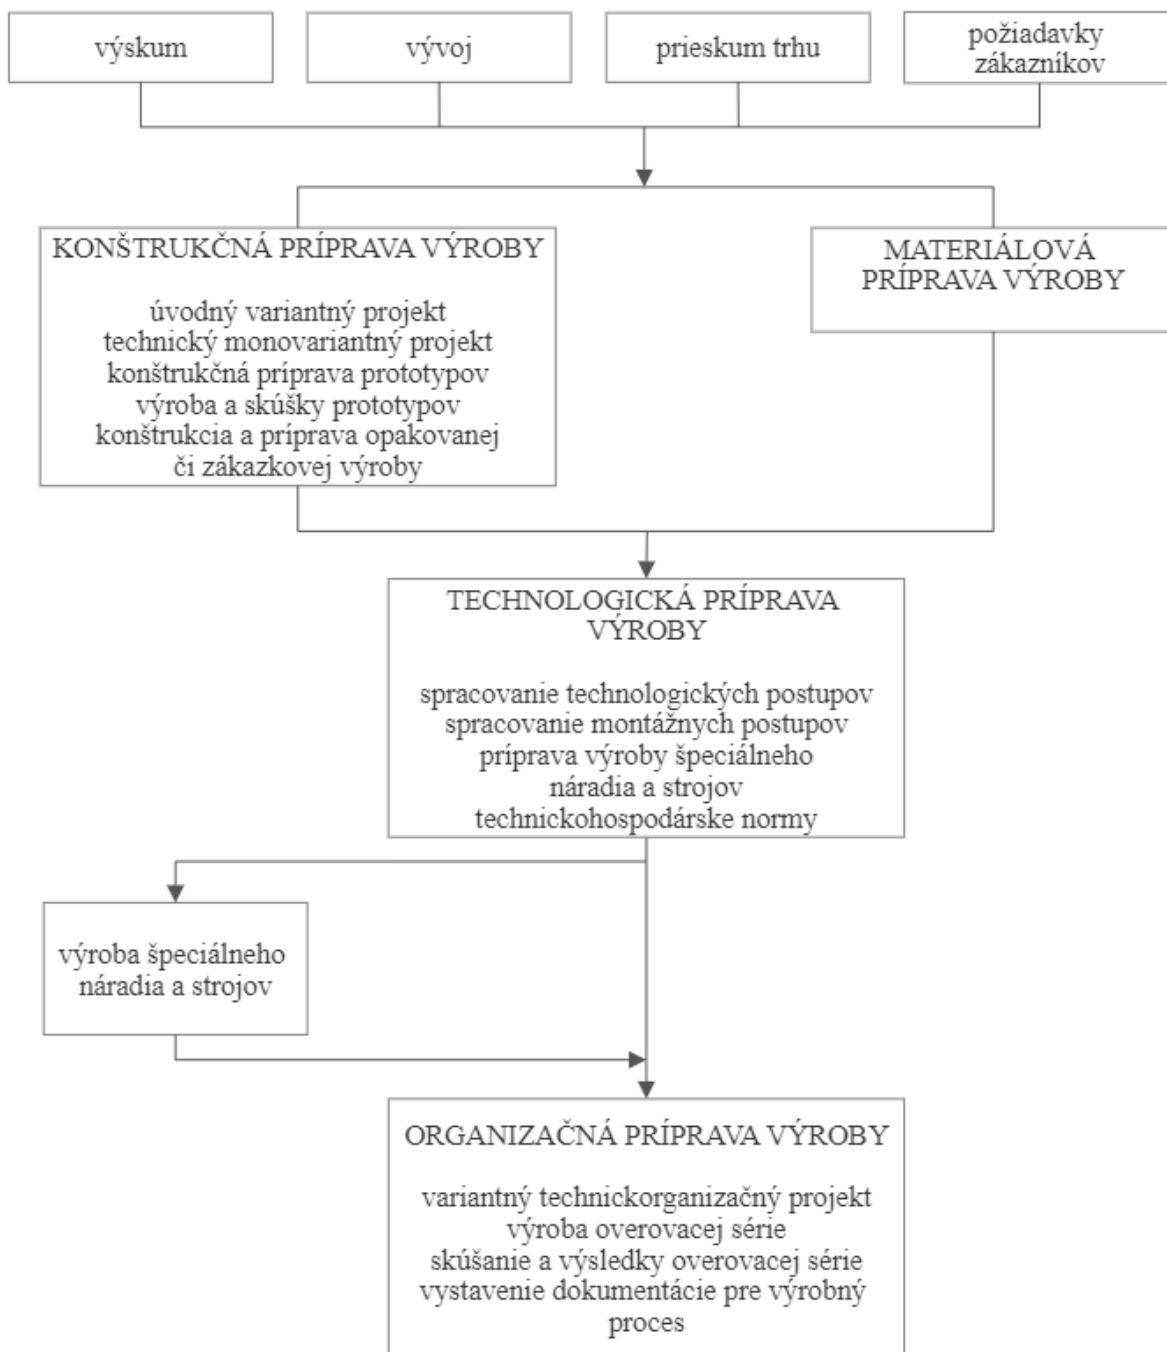 výskum
vývoj
prieskum trhu
požiadavky
zákazníkov
KONŠTRUKČNÁ PRÍPRAVA VÝROBY
úvodný variantný projekt
technický monovariantný projekt
konštrukčná príprava prototypov
výroba a skúšky prototypov
konštrukcia a príprava opakovanej
či zákazkovej výroby
MATERIÁLOVÁ
PRÍPRAVA VÝROBY
TECHNOLOGICKÁ PRÍPRAVA
VÝROBY
spracovanie technologických postupov
spracovanie montážnych postupov
príprava výroby špeciálneho
náradia a strojov
technickohospodárske normy
výroba špeciálneho
náradia a strojov
ORGANIZAČNÁ PRÍPRAVA VÝROBY
variantný technickorganizačný projekt
výroba overovacej série
skúšanie a výsledky overovacej série
vystavenie dokumentácie pre výrobný
proces